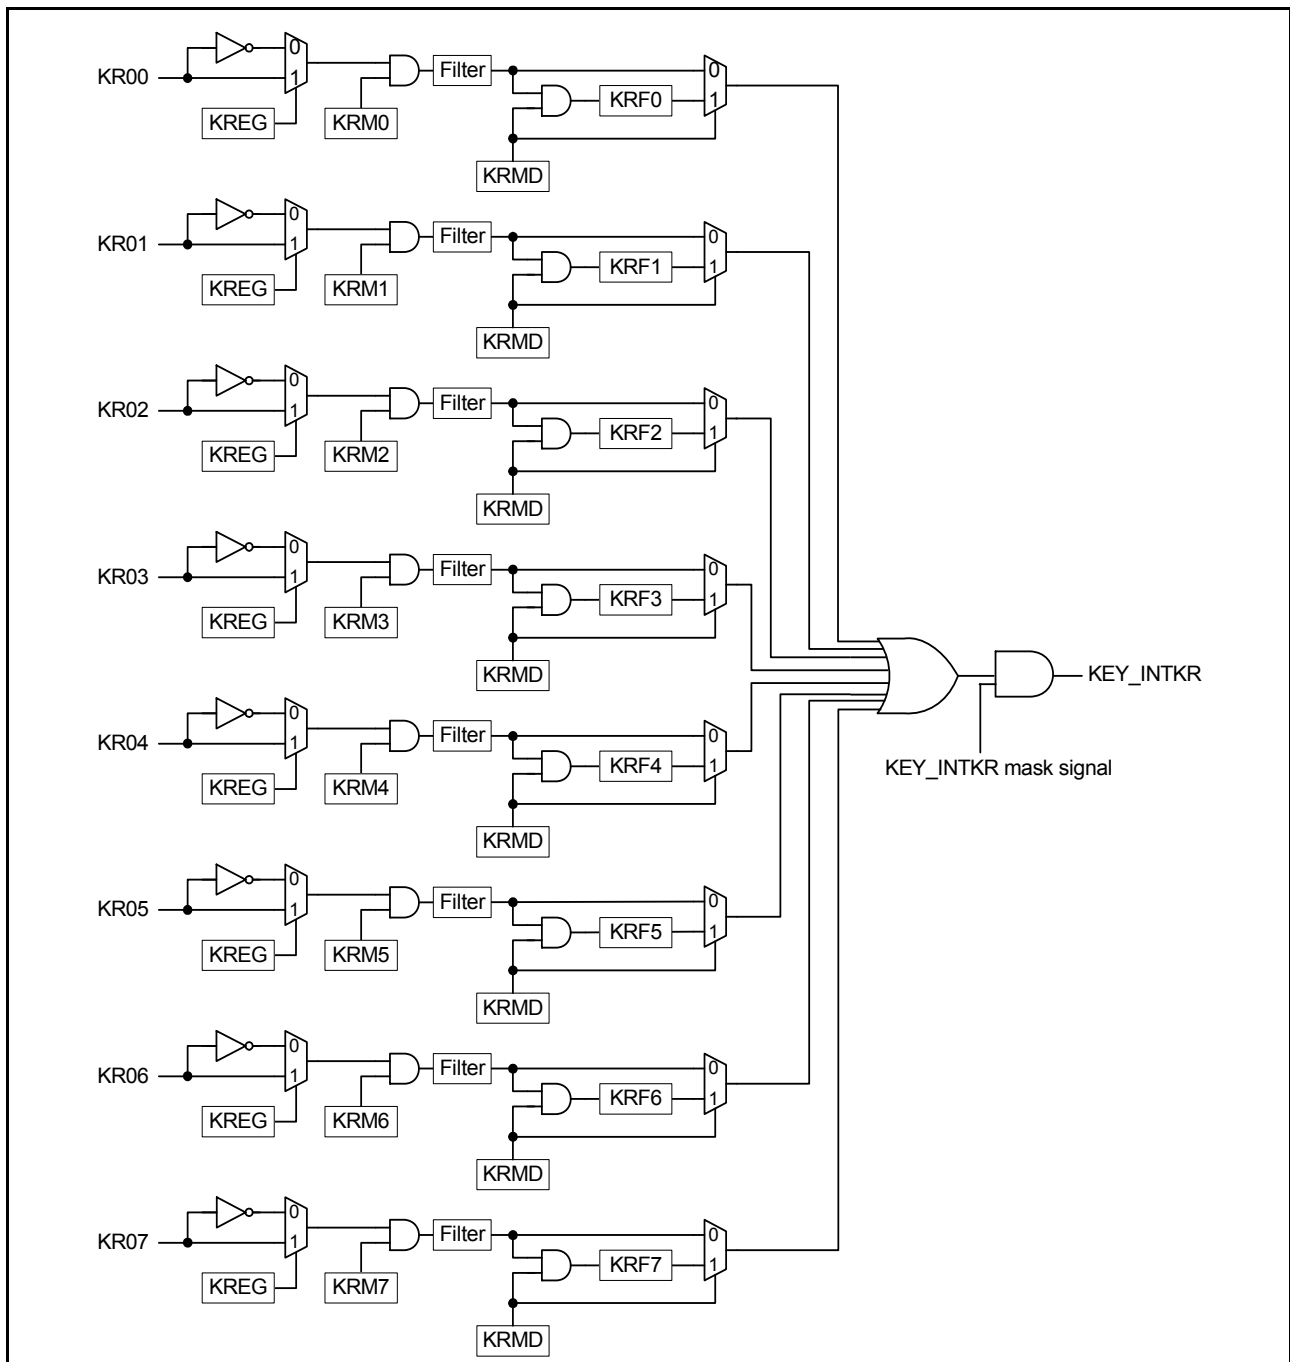 0
KR00
1
Filter
0
KREG
KRM0
KRF0
1
KRMD
0
KR01
1
Filter
0
KREG
KRM1
KRF1
1
KRMD
0
KR02
1
Filter
0
KREG
KRM2
KRF2
1
KRMD
0
KR03
1
Filter
0
KREG
KRM3
KRF3
1
KRMD
KEY_INTKR
KEY_INTKR mask signal
0
KR04
1
Filter
0
KREG
KRM4
KRF4
1
KRMD
0
KR05
1
Filter
0
KREG
KRM5
KRF5
1
KRMD
0
KR06
1
Filter
0
KREG
KRM6
KRF6
1
KRMD
0
KR07
1
Filter
0
KREG
KRM7
KRF7
1
KRMD